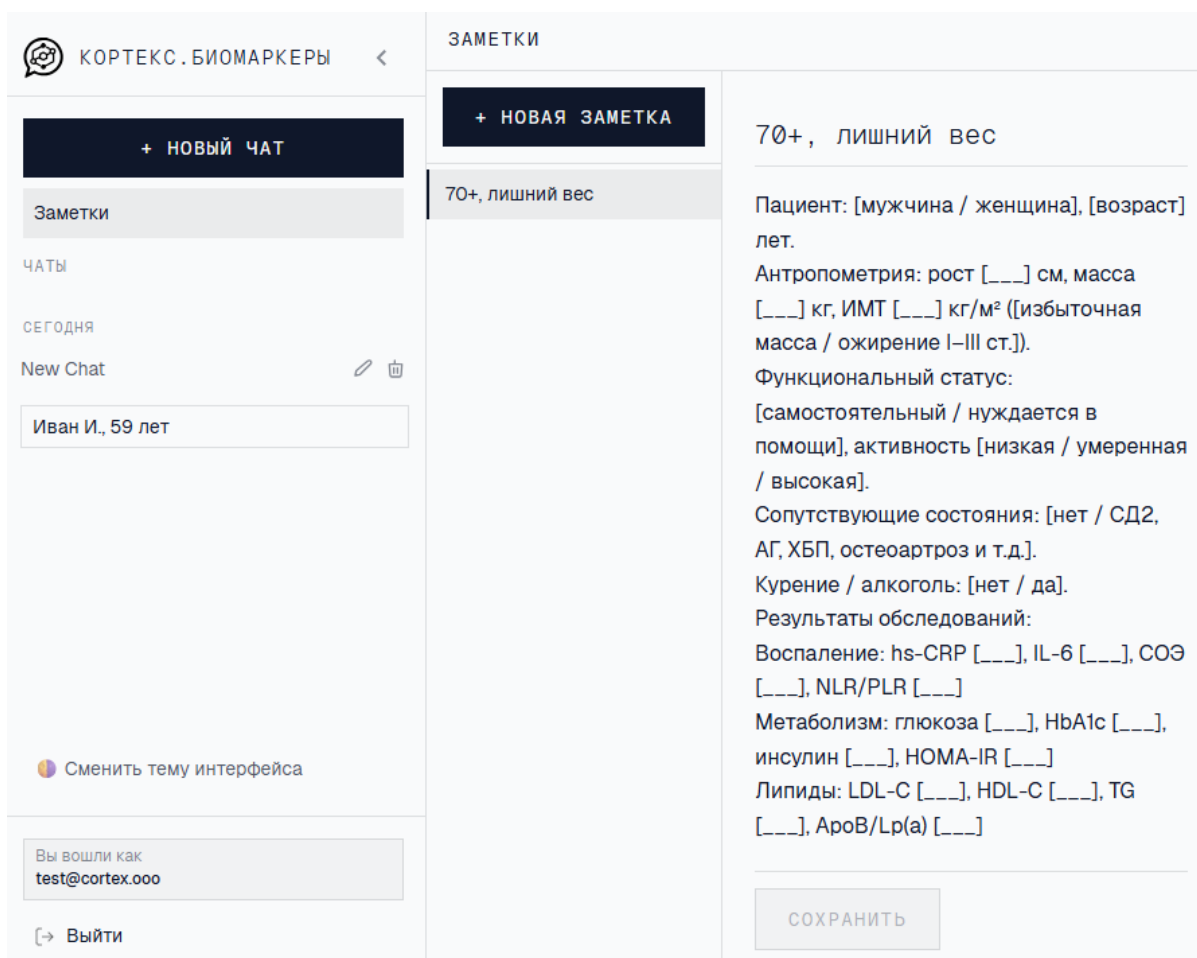 КОРТЕКС.БИОМАРКЕРЫ
+ НОВЫЙ ЧАТ
Заметки
ЧАТЫ
СЕГОДНЯ
New Chat
Иван И., 59 лет
Сменить тему интерфейса
Вы вошли как
test@cortex.ooo
Выйти
ЗАМЕТКИ
+ НОВАЯ ЗАМЕТКА
70+, лишний вес
70+, лишний вес
Пациент: [мужчина / женщина], [возраст]
лет.
Антропометрия: рост [___] см, масса
[___] кг, ИМТ [___] кг/м² ([избыточная
масса / ожирение I–III ст.]).
Функциональный статус:
[самостоятельный / нуждается в
помощи], активность [низкая / умеренная
/ высокая].
Сопутствующие состояния: [нет / СД2,
АГ, ХБП, остеоартроз и т.д.].
Курение / алкоголь: [нет / да].
Результаты обследований:
Воспаление: hs-CRP [___], IL-6 [___], СОЭ
[___], NLR/PLR [___]
Метаболизм: глюкоза [___], HbA1c [___],
инсулин [___], HOMA-IR [___]
Липиды: LDL-C [___], HDL-C [___], TG
[___], ApoB/Lp(a) [___]
СОХРАНИТЬ